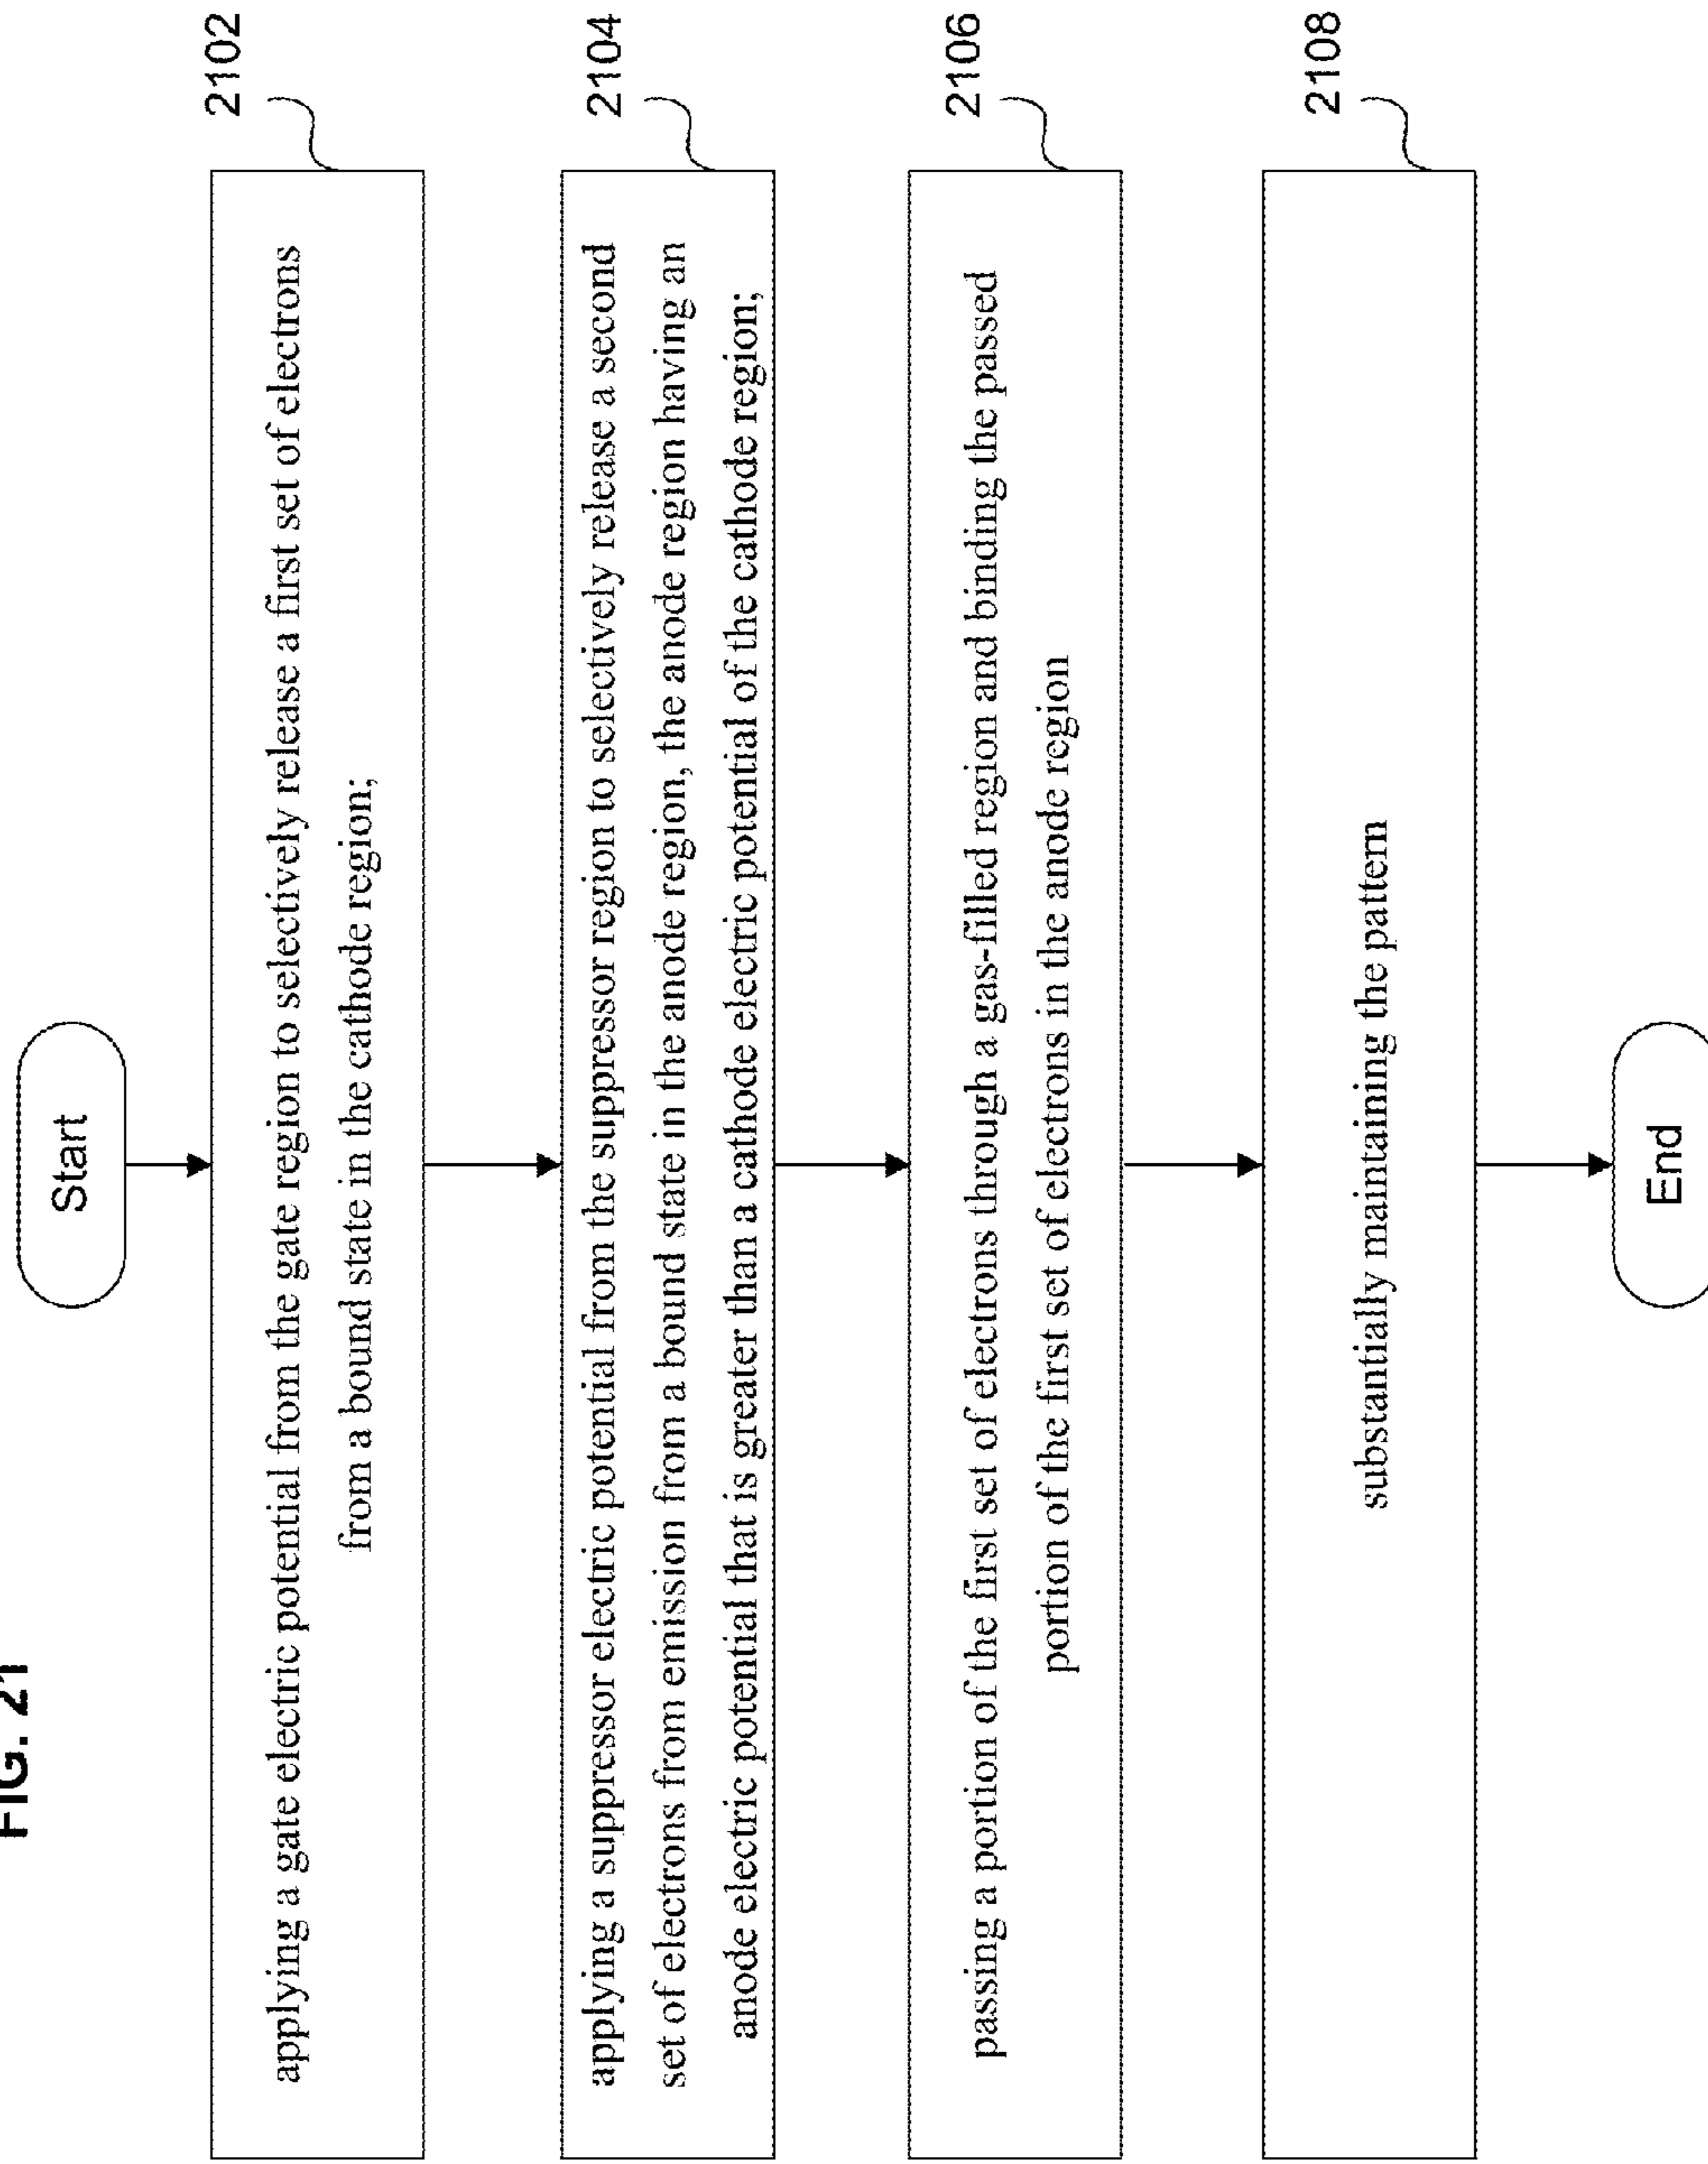 FIG. 21
Start
2102
applying a gate electric potential from the gate region to selectively release a first set of electrons
from a bound state in the cathode region;
2104
applying a suppressor electric potential from the suppressor region to selectively release a second
set of electrons from emission from a bound state in the anode region, the anode region having an
anode electric potential that is greater than a cathode electric potential of the cathode region;
2106
passing a portion of the first set of electrons through a gas-filled region and binding the passed
portion of the first set of electrons in the anode region
2108
substantially maintaining the pattern
End